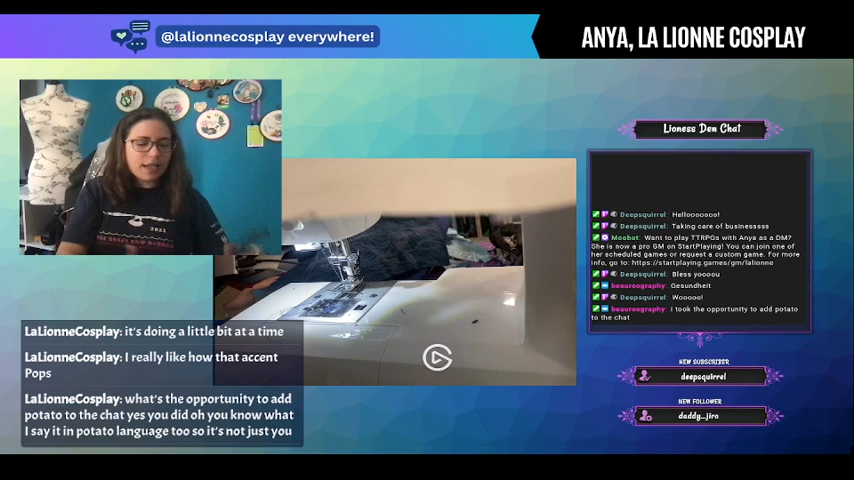 @lalionnecosplay everywhere!
ANYA, LA LIONNE COSPLAY
Lioness Den Chat
Deepsquirrel: Hellooooooo!
Deepsquirrel: Taking care of businesssss
Moobot: Want to play TTRPGs with Anya as a DM?
She is now a pro GM on StartPlaying! You can join one
of her scheduled games or request a custom game. For more
info, go to: https://startplaying.games/gm/lalionne
Deepsquirrel: Bless yooooou
beaureography: Gesundheit
Deepsquirrel: Wooooo!
beaureography: I took the opportunity to add potato
to the chat
NEW SUBSCRIBER
deepsquirrel
NEW FOLLOWER
daddy_jiro
2022
LaLionneCosplay: it's doing a little bit at a time
LaLionneCosplay: I really like how that accent
Pops
LaLionneCosplay: what's the opportunity to add
potato to the chat yes you did oh you know what
I say it in potato language too so it's not just you